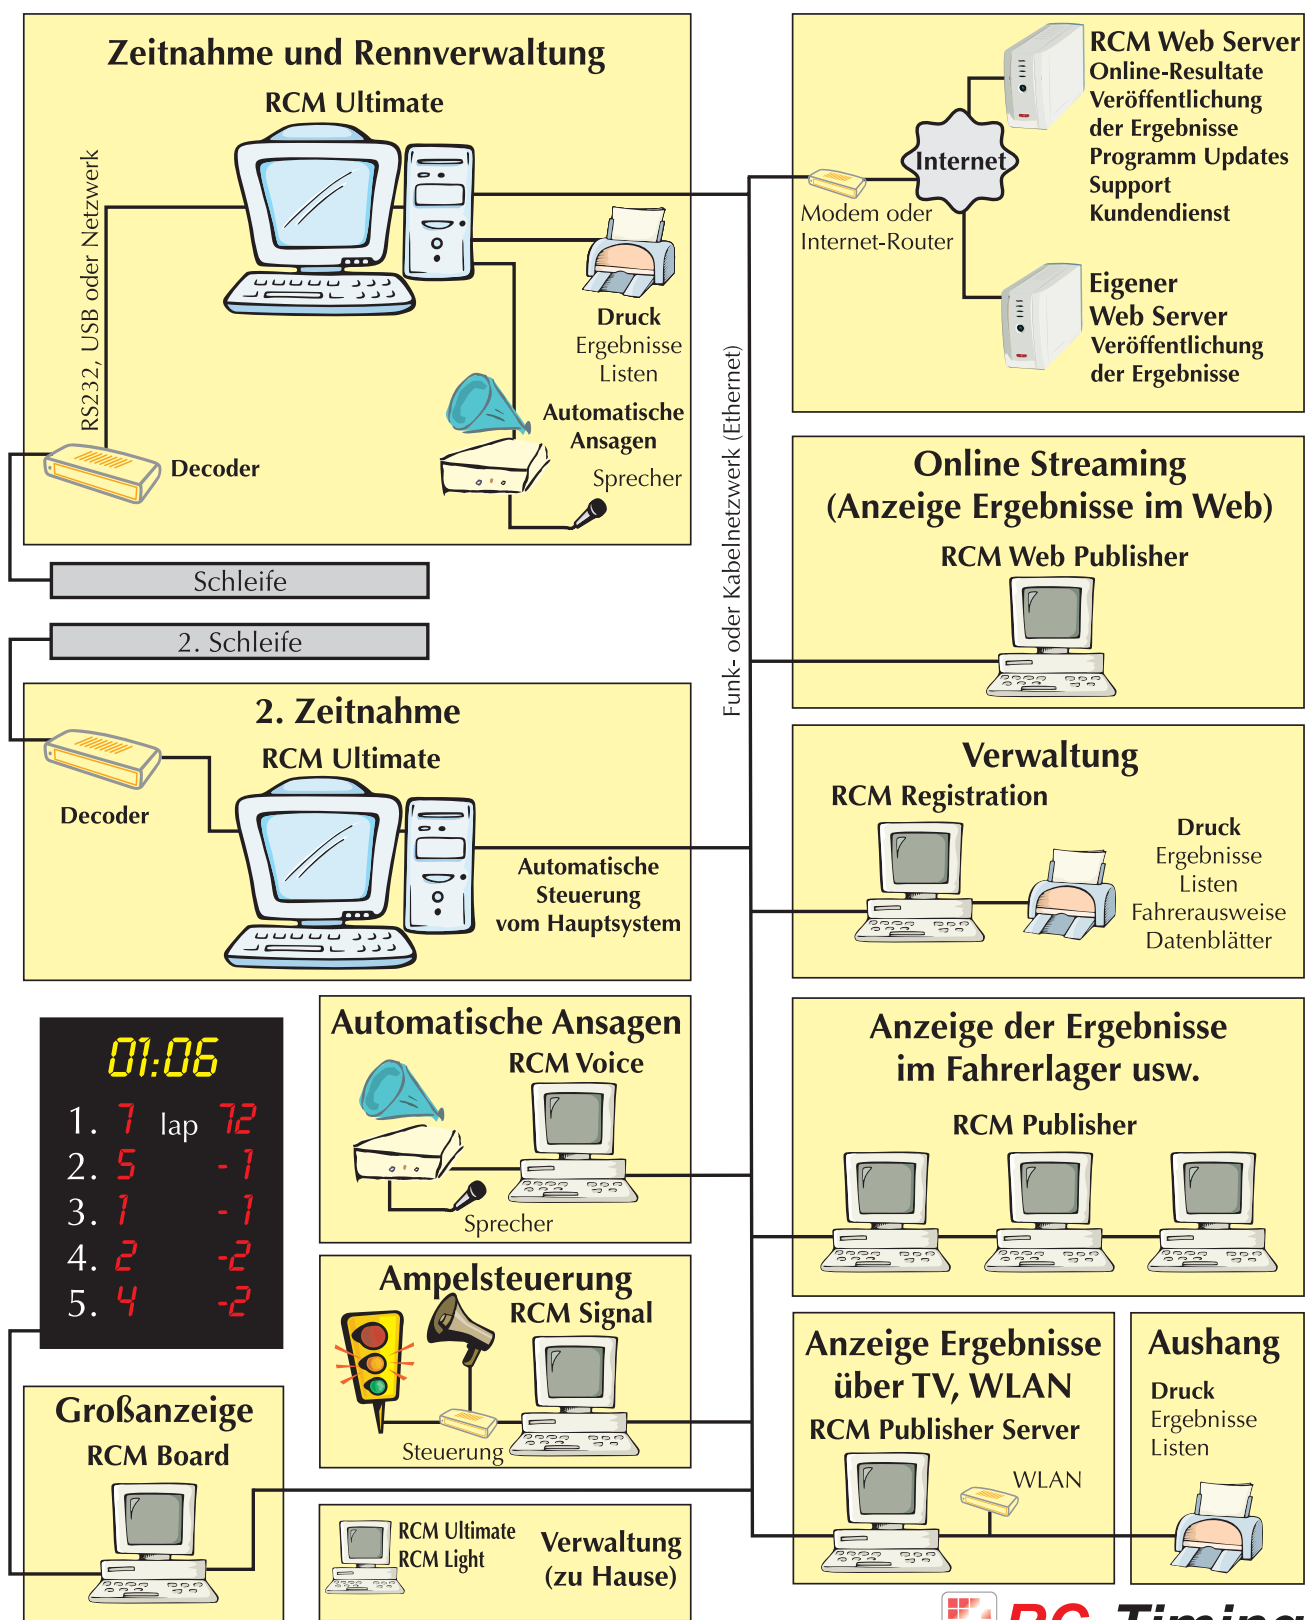 Zeitnahme und Rennverwaltung
RCM Ultimate
RS232, USB oder Netzwerk
Druck
Ergebnisse
Listen
Automatische
Ansagen
Sprecher
Decoder
Schleife
2. Schleife
2. Zeitnahme
RCM Ultimate
Decoder
Automatische
Steuerung
vom Hauptsystem
01:06
1. 7 lap 72
2. 5 -1
3. 1 -1
4. 2 -2
5. 4 -2
Großanzeige
RCM Board
Automatische Ansagen
RCM Voice
Sprecher
Ampelsteuerung
RCM Signal
Steuerung
RCM Ultimate
RCM Light
Verwaltung
(zu Hause)
Funk- oder Kabelnetzwerk (Ethernet)
Modem oder
Internet-Router
Internet
RCM Web Server
Online-Resultate
Veröffentlichung
der Ergebnisse
Programm Updates
Support
Kundendienst
Eigener
Web Server
Veröffentlichung
der Ergebnisse
Online Streaming
(Anzeige Ergebnisse im Web)
RCM Web Publisher
Verwaltung
RCM Registration
Druck
Ergebnisse
Listen
Fahrerausweise
Datenblätter
Anzeige der Ergebnisse
im Fahrerlager usw.
RCM Publisher
Anzeige Ergebnisse
über TV, WLAN
RCM Publisher Server
WLAN
Aushang
Druck
Ergebnisse
Listen
RC-Timing